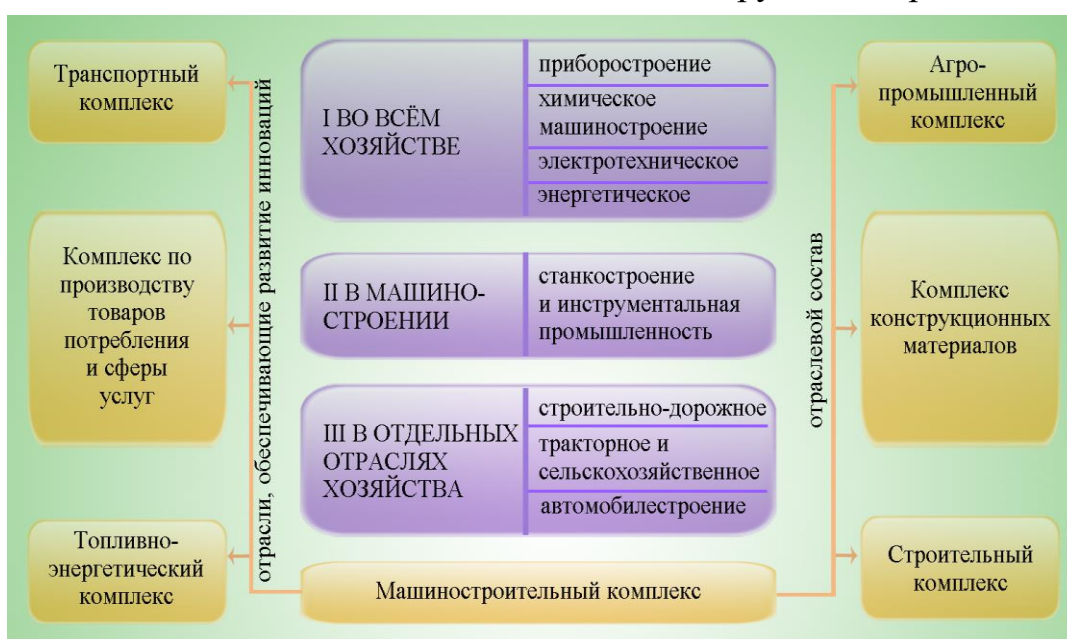 Транспортный
комплекс
Комплекс по
производству
товаров
потребления
и сферы
услуг
Топливно-
энергетический
комплекс
отрасли, обеспечивающие развитие инноваций
I ВО ВСЁМ
ХОЗЯЙСТВЕ
приборостроение
химическое
машиностроение
электротехническое
энергетическое
II В МАШИНО-
СТРОЕНИИ
станкостроение
и инструментальная
промышленность
III В ОТДЕЛЬНЫХ
ОТРАСЛЯХ
ХОЗЯЙСТВА
строительно-дорожное
тракторное и
сельскохозяйственное
автомобилестроение
Машиностроительный комплекс
отраслевой состав
Агро-
промышленный
комплекс
Комплекс
конструкционных
материалов
Строительный
комплекс